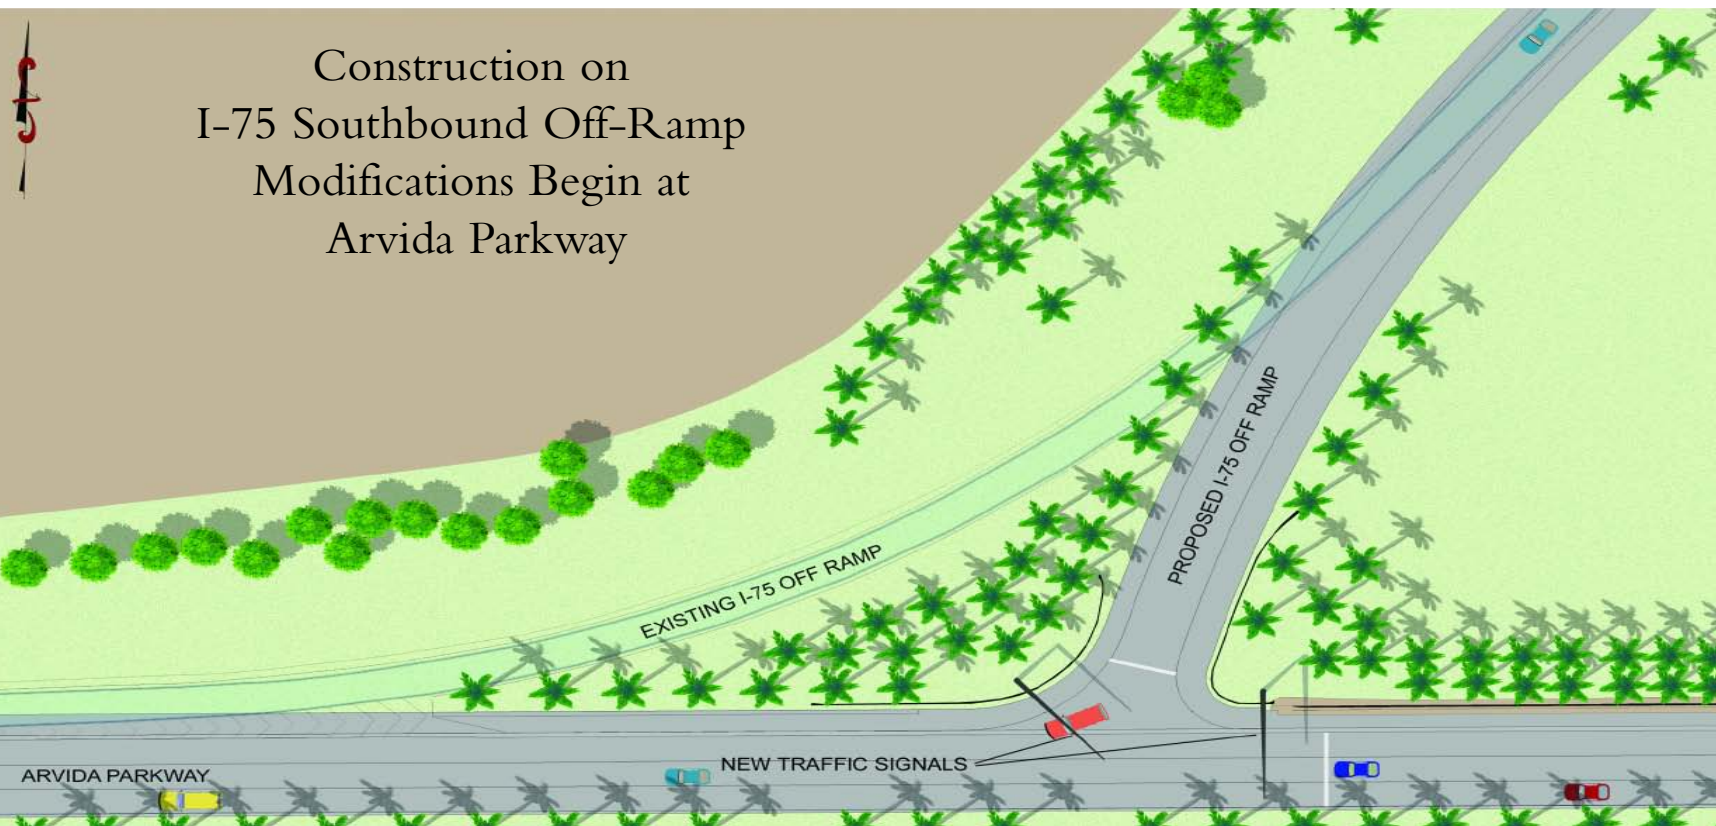 Construction on
I-75 Southbound Off-Ramp
Modifications Begin at
Arvida Parkway
PROPOSED I-75 OFF RAMP
EXISTING I-75 OFF RAMP
NEW TRAFFIC SIGNALS
ARVIDA PARKWAY